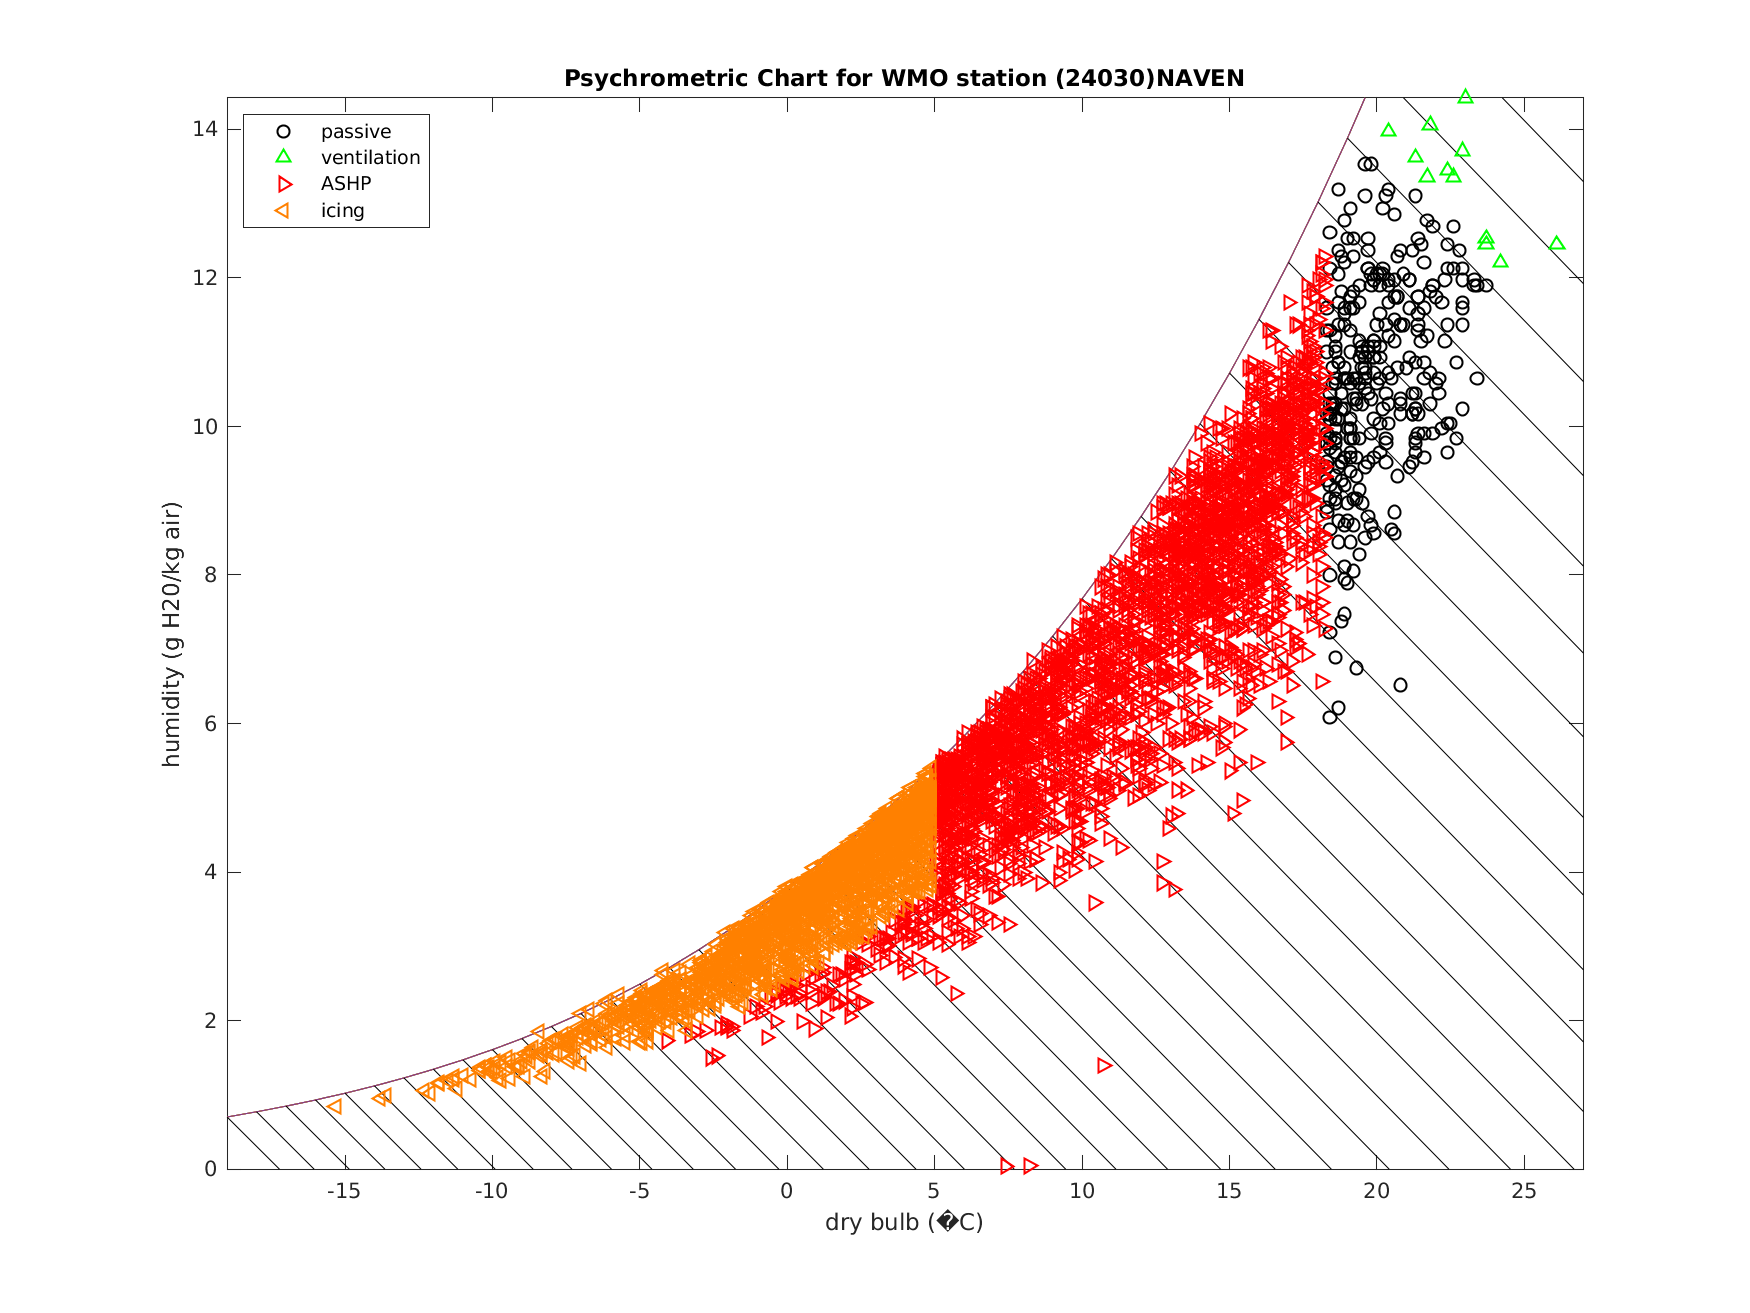 Psychrometric Chart for WMO station (24030)NAVEN
passive
ventilation
ASHP
icing
14
12
10
8
6
4
2
0
humidity (g H20/kg air)
-15
-10
-5
0
5
10
15
20
25
dry bulb (�C)